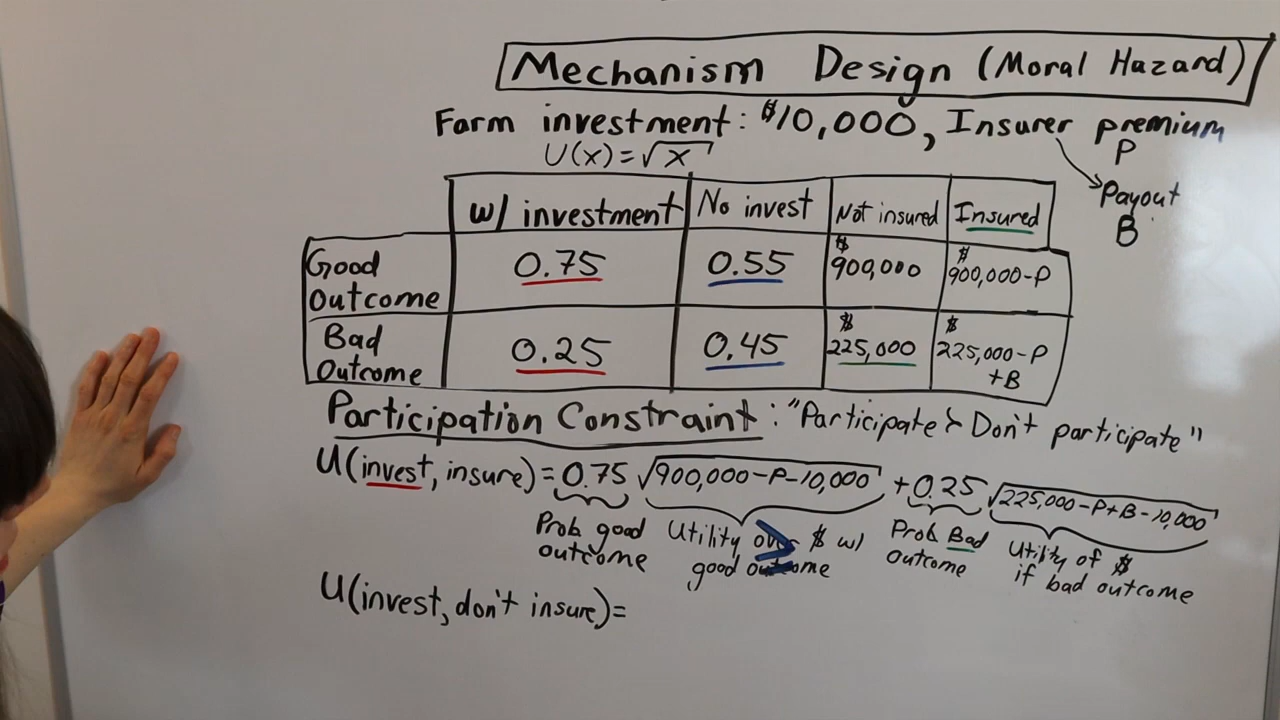 Mechanism Design (Moral Hazard)
Farm investment: $10,000, Insurer premium
P
U(x)=√x
Payout
B
w/ investment No invest Not insured Insured
Good Outcome 0.75 0.55 $900,000 $900,000-P
Bad Outcome 0.25 0.45 $225,000 $225,000-P+B
Participation Constraint: "Participate ≥ Don't participate"
U(invest, insure)= 0.75 √900,000-P-10,000 + 0.25 √225,000-P+B-10,000
Prob good outcome
Utility over $ w/ good outcome
Prob Bad outcome
Utility of $ if bad outcome
≥
U(invest, don't insure)=